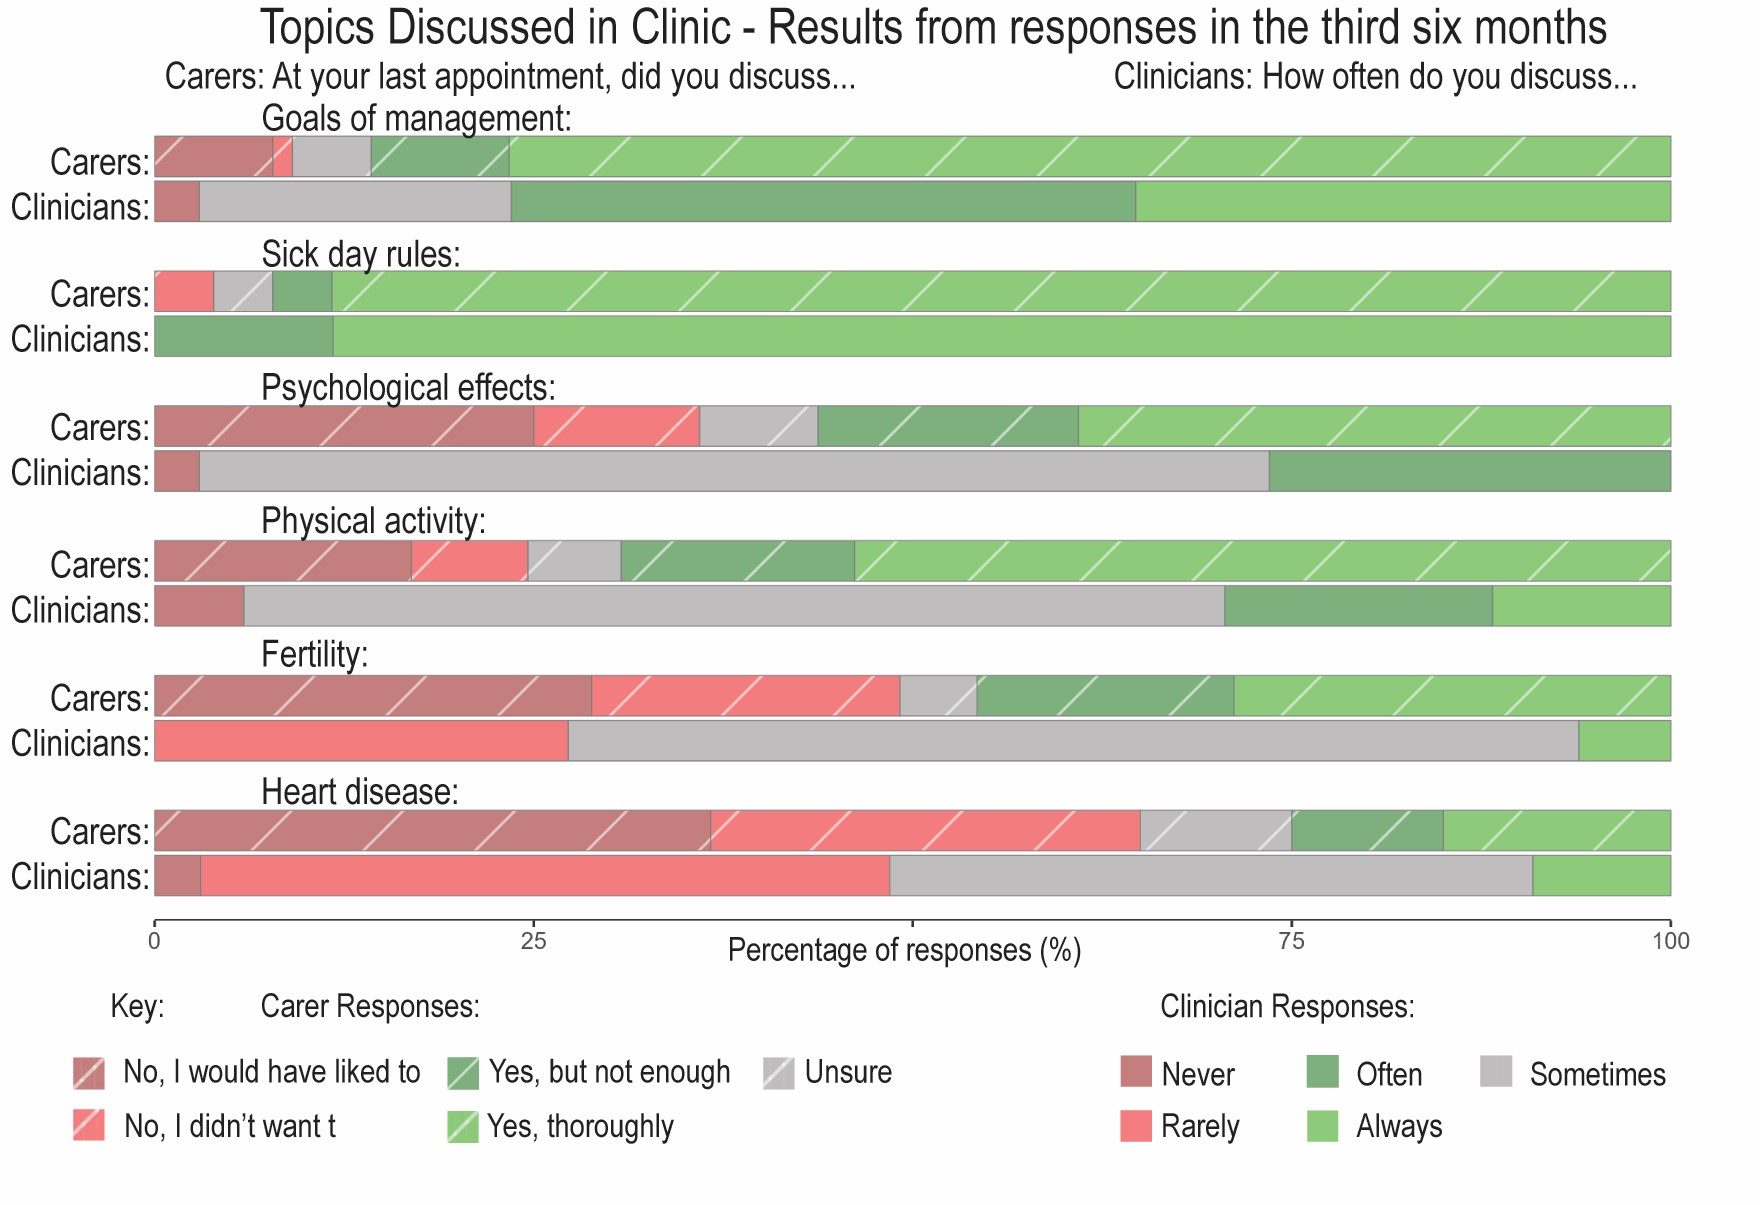 Topics Discussed in Clinic - Results from responses in the third six months
Carers: At your last appointment, did you discuss... Clinicians: How often do you discuss...
Goals of management:
Carers:
Clinicians:
Sick day rules:
Carers:
Clinicians:
Psychological effects:
Carers:
Clinicians:
Physical activity:
Carers:
Clinicians:
Fertility:
Carers:
Clinicians:
Heart disease:
Carers:
Clinicians:
0 25 75 100
Percentage of responses (%)
Key: Carer Responses: Clinician Responses:
No, I would have liked to Yes, but not enough Unsure Never Often Sometimes
No, I didn't want t Yes, thoroughly Rarely Always